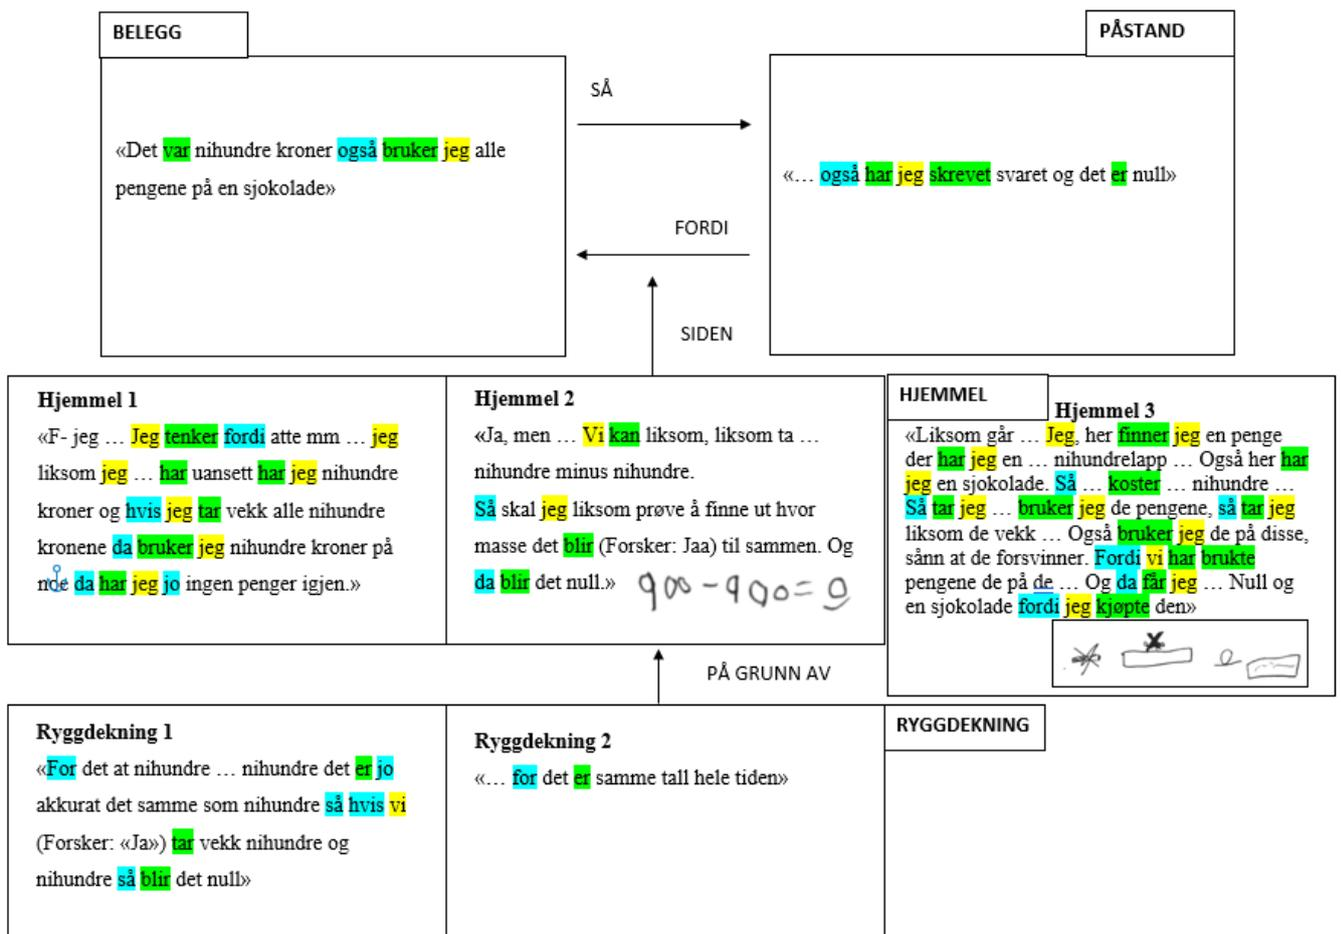 BELEGG
PÅSTAND
«Det var nihundre kroner også bruker jeg alle
pengene på en sjokolade»
SÅ
«… også har jeg skrevet svaret og det er null»
FORDI
SIDEN
Hjemmel 1
«F- jeg … Jeg tenker fordi atte mm … jeg
liksom jeg … har uansett har jeg nihundre
kroner og hvis jeg tar vekk alle nihundre
kronene da bruker jeg nihundre kroner på
da har jeg jo ingen penger igjen.»
Hjemmel 2
«Ja, men … Vi kan liksom, liksom ta …
nihundre minus nihundre.
Så skal jeg liksom prøve å finne ut hvor
masse det blir (Forsker: Jaa) til sammen. Og
da blir det null.»
900-900=0
HJEMMEL
Hjemmel 3
«Liksom går … Jeg, her finner jeg en penge
der har jeg en … nihundrelapp … Også her har
jeg en sjokolade. Så … koster … nihundre …
Så tar jeg … bruker jeg de pengene, så tar jeg
liksom de vekk … Også bruker jeg de på disse,
sånn at de forsvinner. Fordi vi har brukte
pengene de på de … Og da får jeg … Null og
en sjokolade fordi jeg kjøpte den»
PÅ GRUNN AV
Ryggdekning 1
«For det at nihundre … nihundre det er jo
akkurat det samme som nihundre så hvis vi
(Forsker: «Ja») tar vekk nihundre og
nihundre så blir det null»
Ryggdekning 2
«… for det er samme tall hele tiden»
RYGGDEKNING